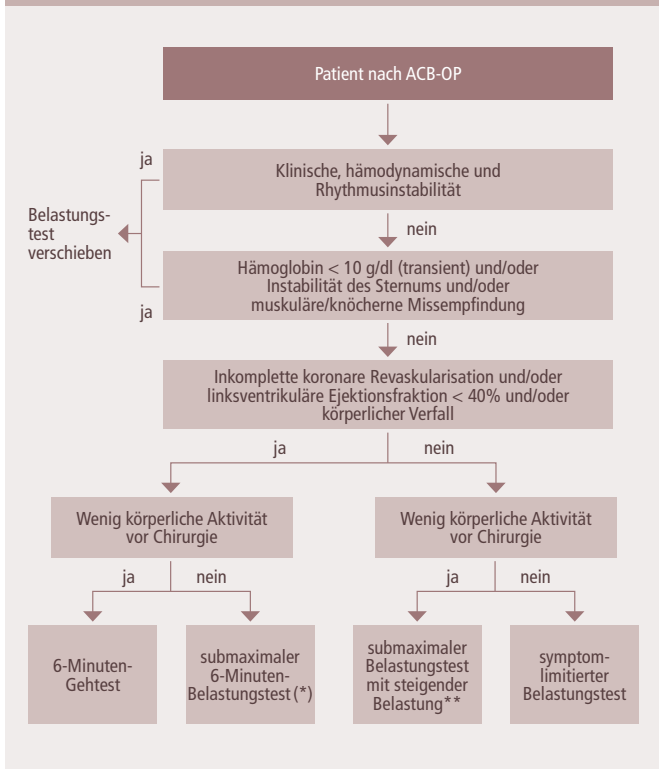 Patient nach ACB-OP
ja
Klinische, hämodynamische und
Rhythmusinstabilität
Belastungs-
test
verschieben
nein
Hämoglobin < 10 g/dl (transient) und/oder
Instabilität des Sternums und/oder
muskuläre/knöcherne Missempfindung
ja
nein
Inkomplette koronare Revaskularisation und/oder
linksventrikuläre Ejektionsfraktion < 40% und/oder
körperlicher Verfall
ja
nein
Wenig körperliche Aktivität
vor Chirurgie
Wenig körperliche Aktivität
vor Chirurgie
ja
nein
ja
nein
6-Minuten-
Gehtest
submaximaler
6-Minuten-
Belastungstest (*)
submaximaler
Belastungstest
mit steigender
Belastung**
symptom-
limitierter
Belastungstest